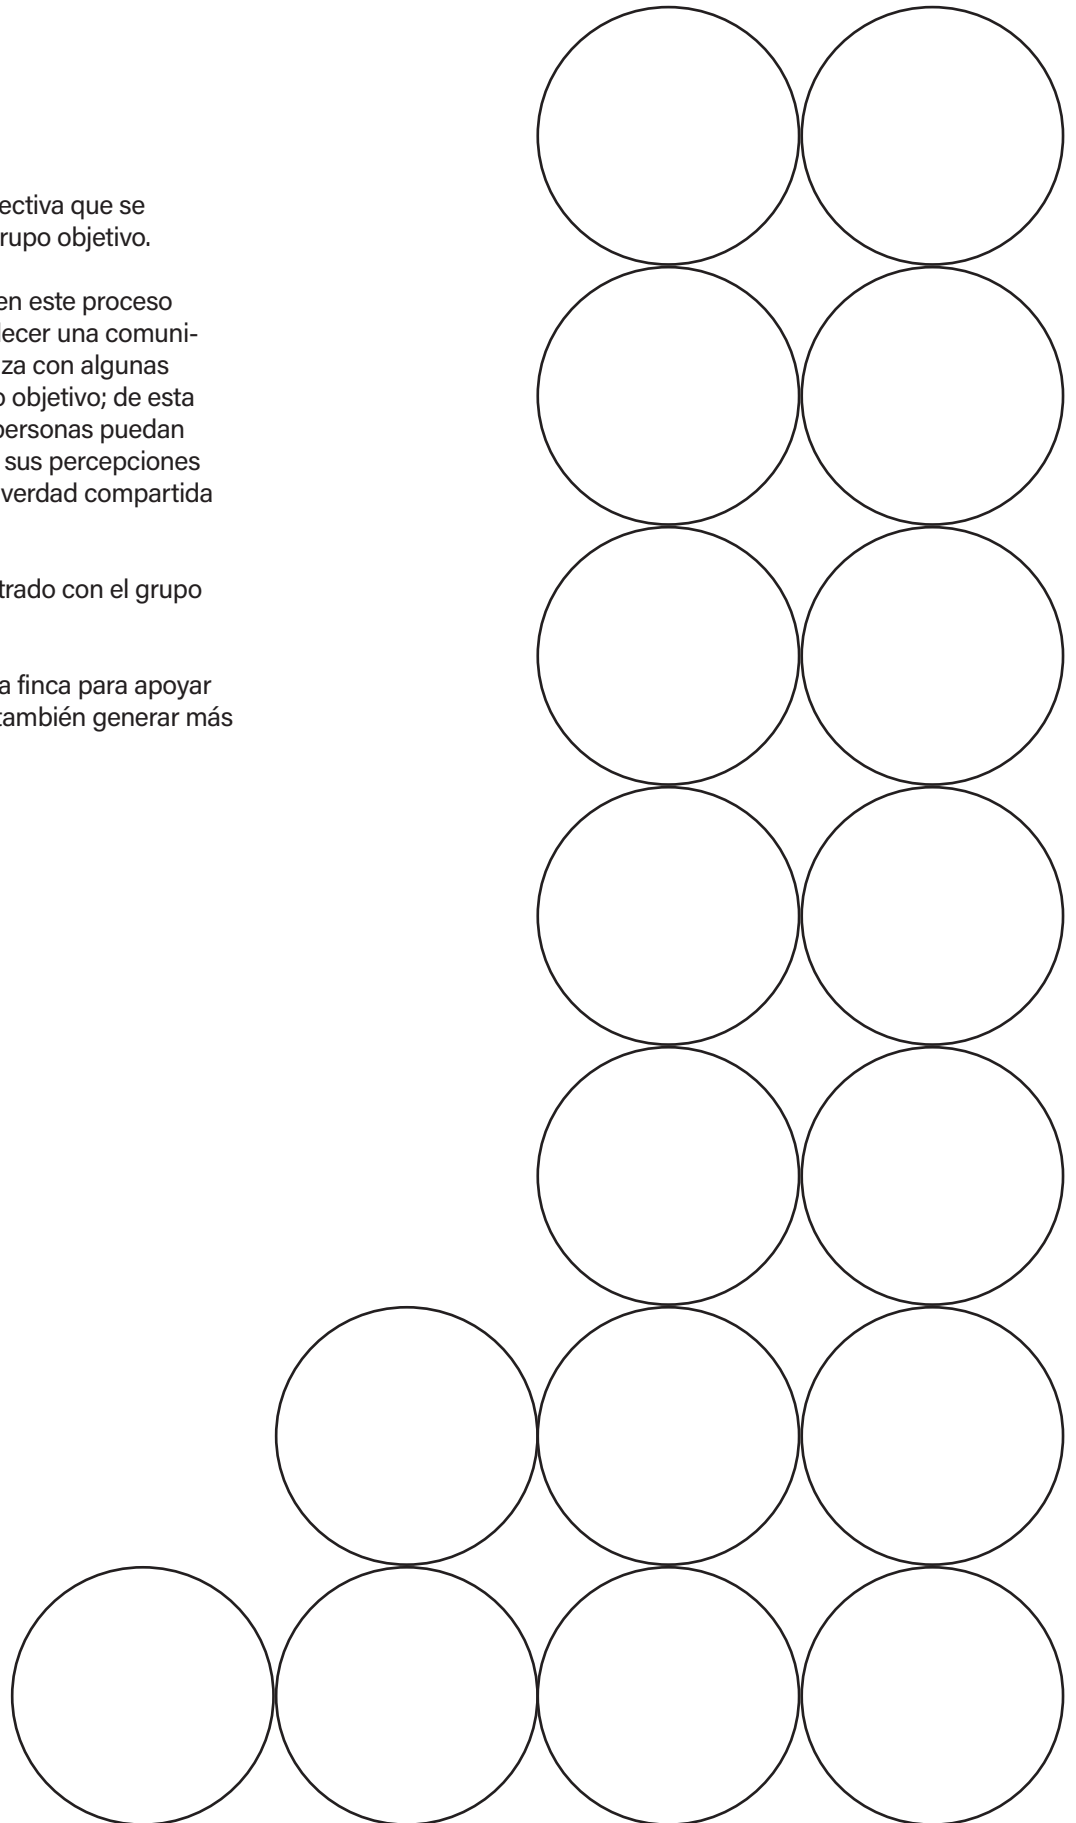 ectiva que se
rupo objetivo.
en este proceso
lecer una comuni-
za con algunas
o objetivo; de esta
personas puedan
sus percepciones
verdad compartida
trado con el grupo
a finca para apoyar
también generar más